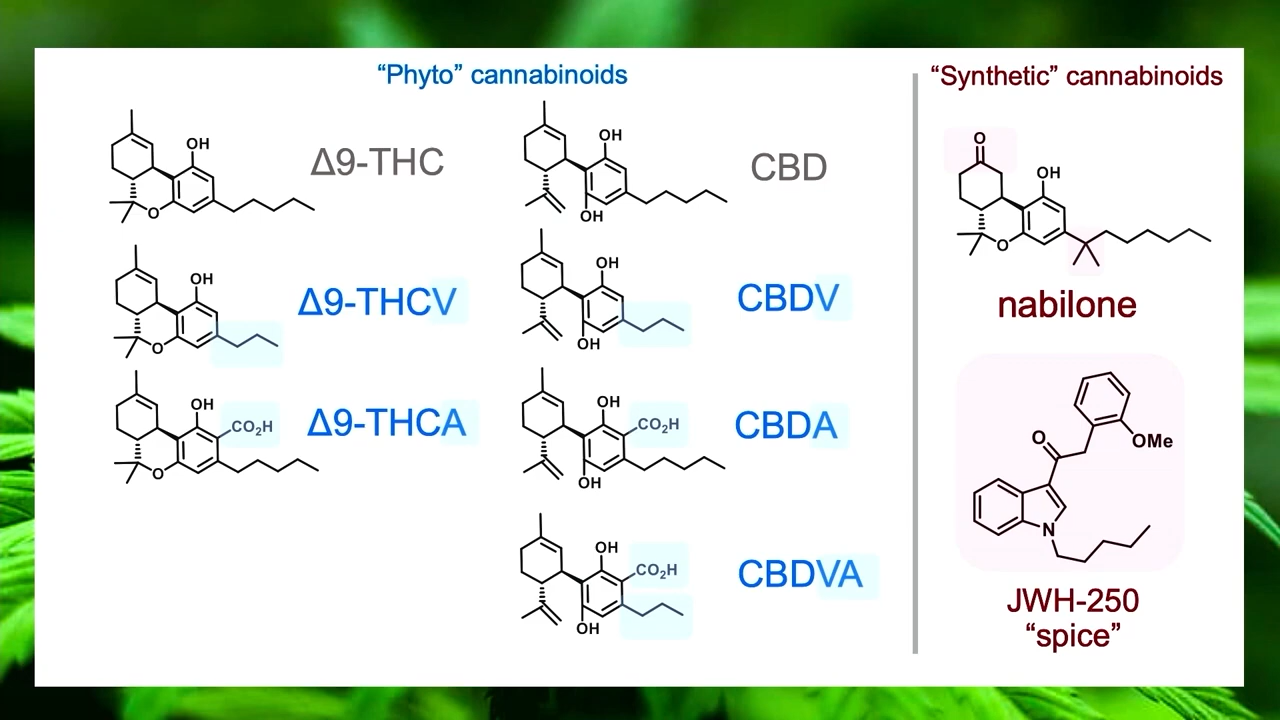 “Phyto” cannabinoids
“Synthetic” cannabinoids
OH
O
Δ9-THC
OH
OH
CBD
OH
O
Δ9-THCV
OH
OH
CBDV
OH
CO₂H
O
Δ9-THCA
OH
CO₂H
OH
CBDA
OH
CO₂H
OH
CBDVA
O
OH
O
nabilone
O
OMe
N
JWH-250
“spice”